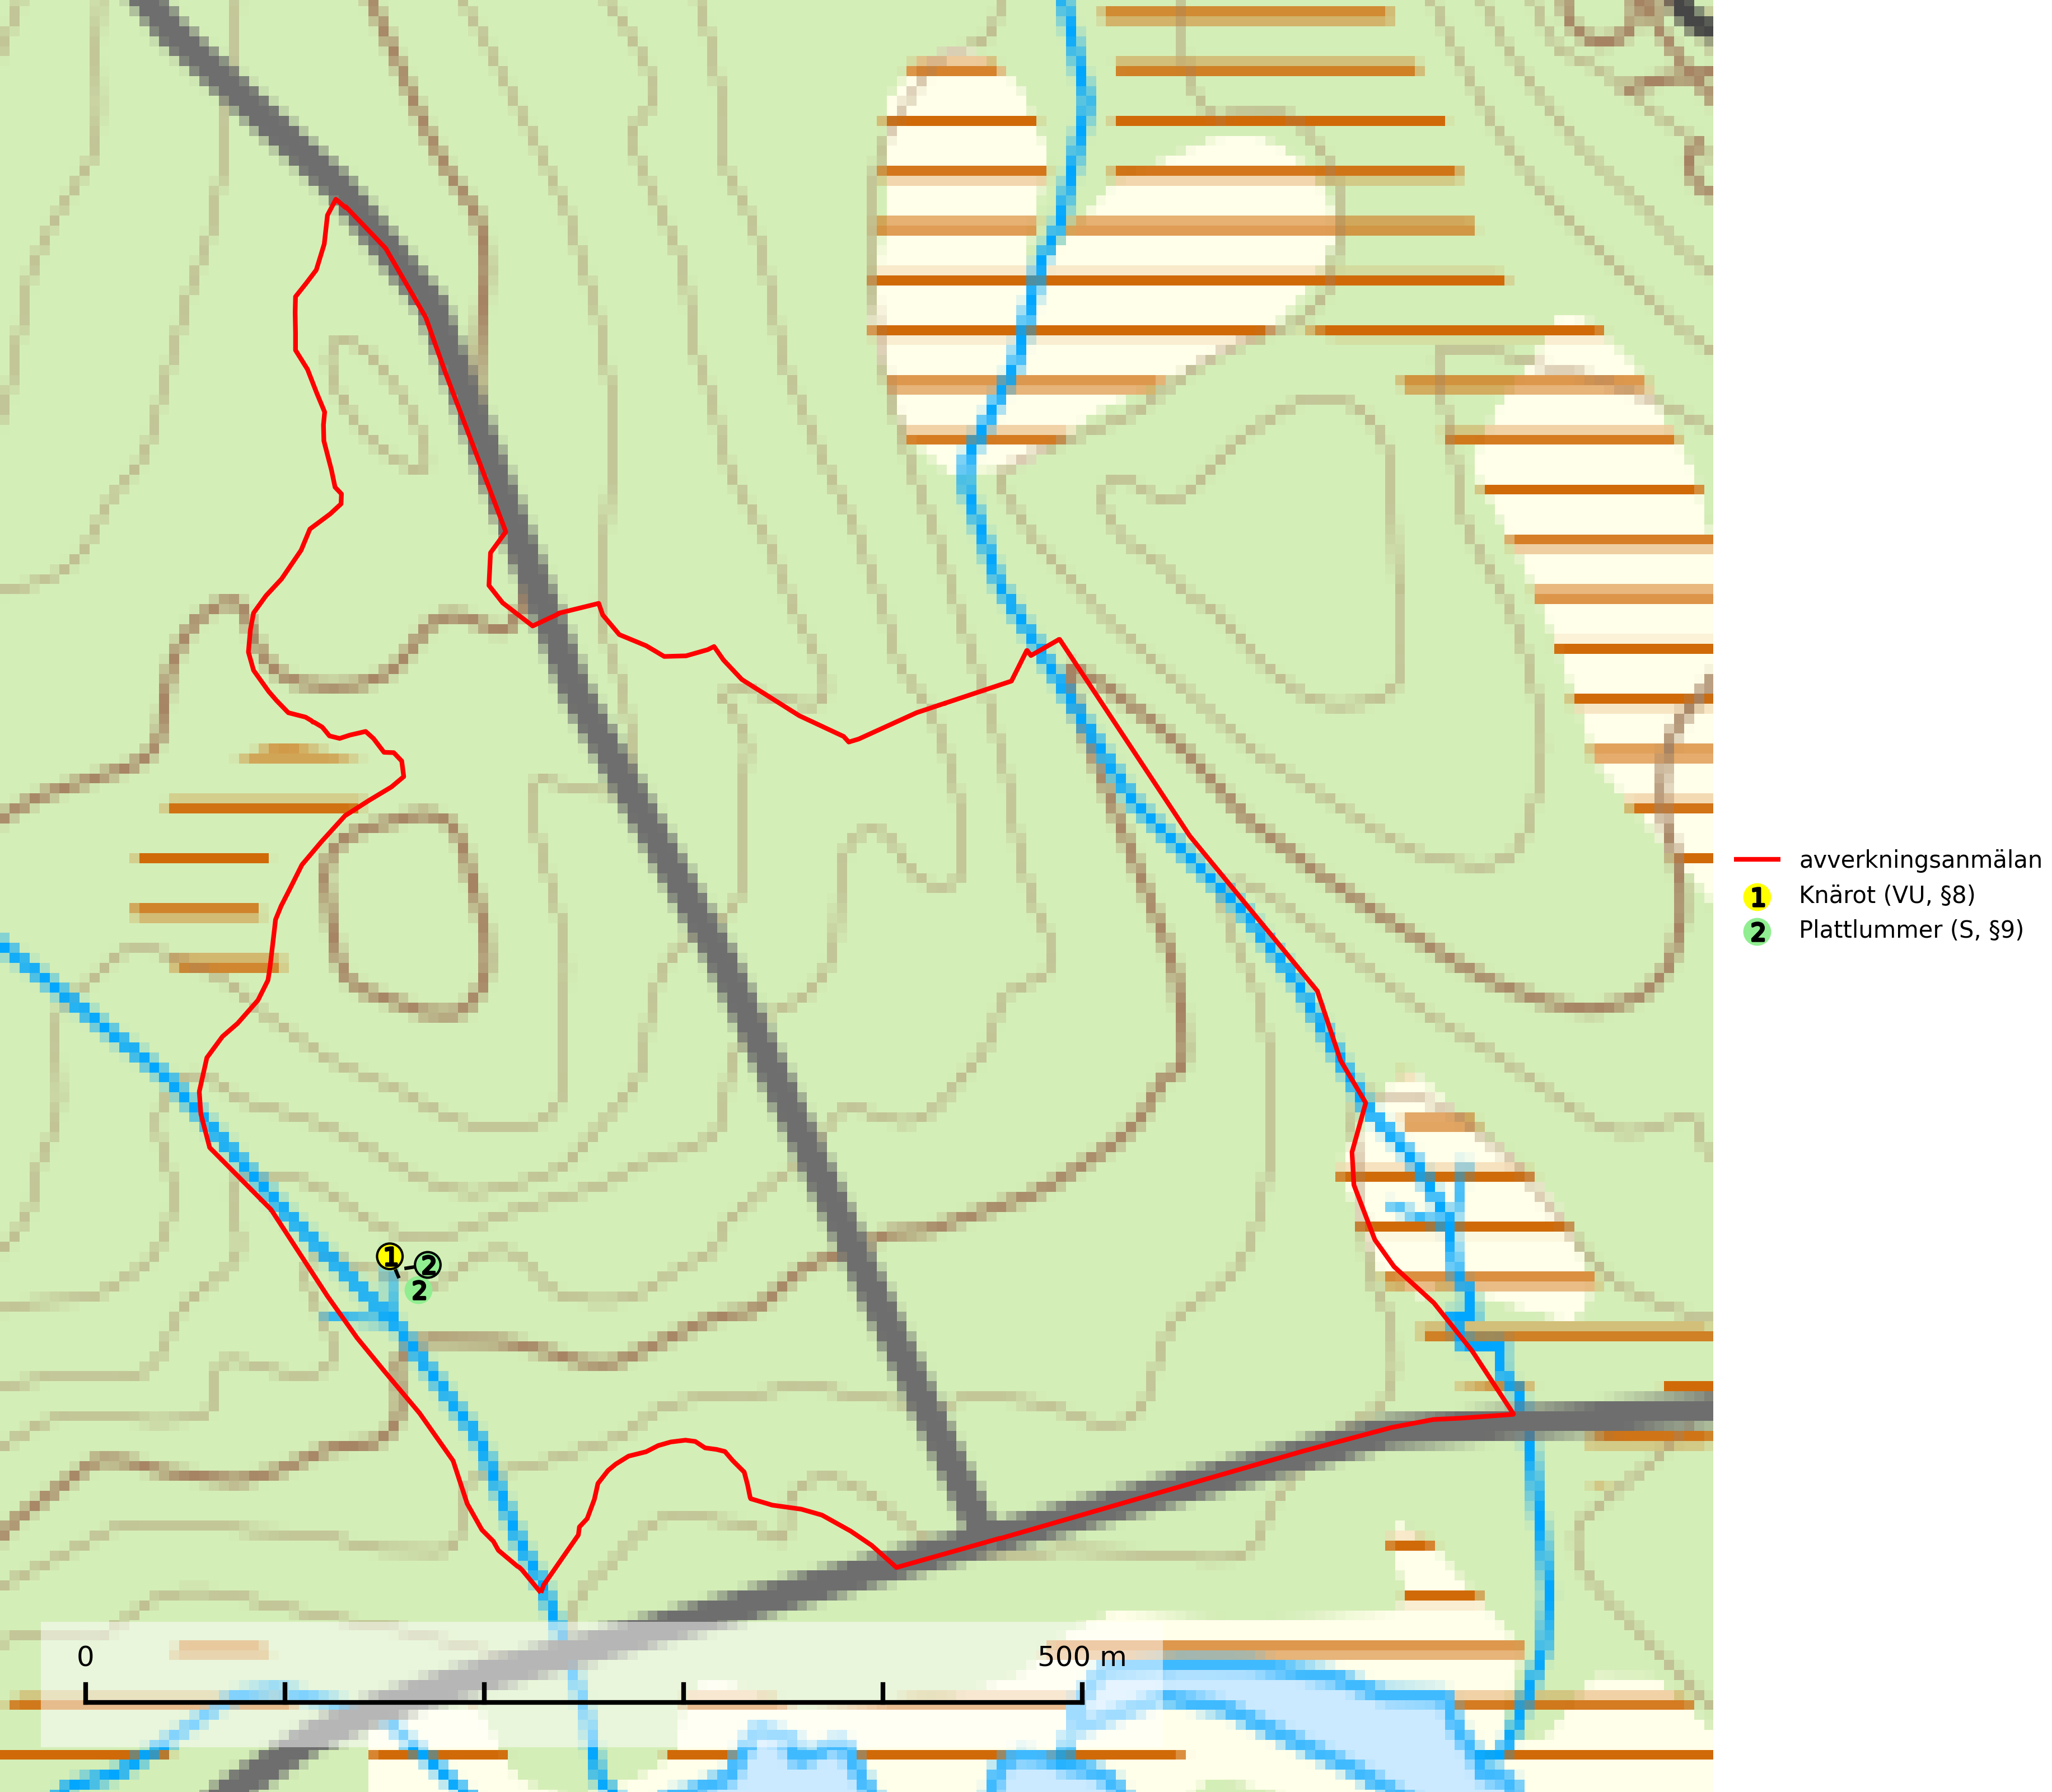 avverkningsanmälan
1 Knärot (VU, §8)
2 Plattlummer (S, §9)
1 2
2
0 500 m